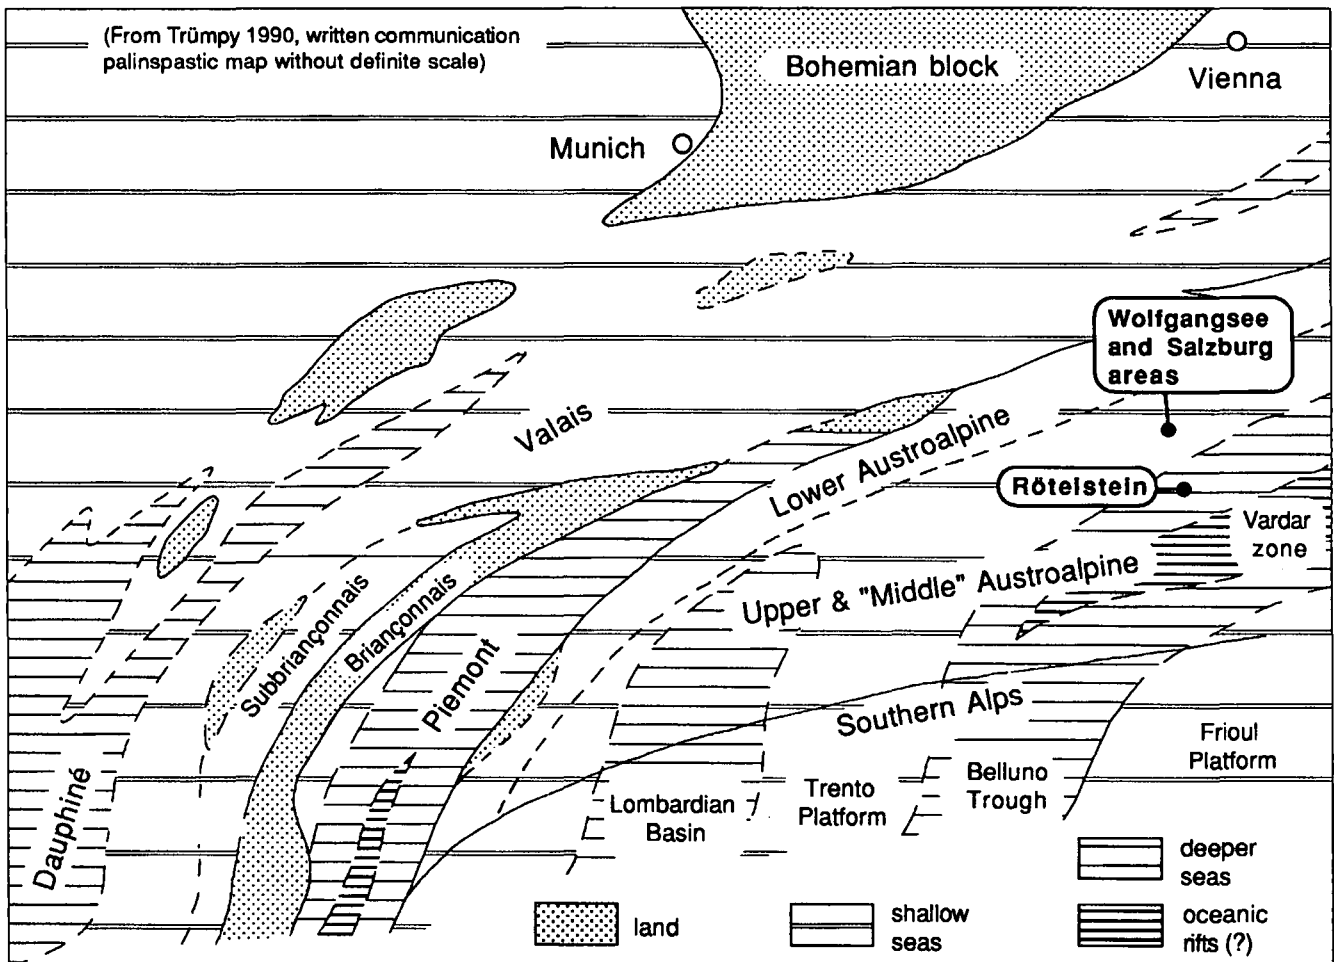 (From Trümpy 1990, written communication
palinspastic map without definite scale)
Bohemian block
Vienna
Munich
Wolfgangsee
and Salzburg
areas
Valais
Lower Austroalpine
Rötelstein
Vardar
zone
Upper & "Middle" Austroalpine
Subbriançonnais
Briançonnais
Piemont
Southern Alps
Frioul
Platform
Dauphiné
Lombardian
Basin
Trento
Platform
Belluno
Trough
deeper
seas
land
shallow
seas
oceanic
rifts (?)